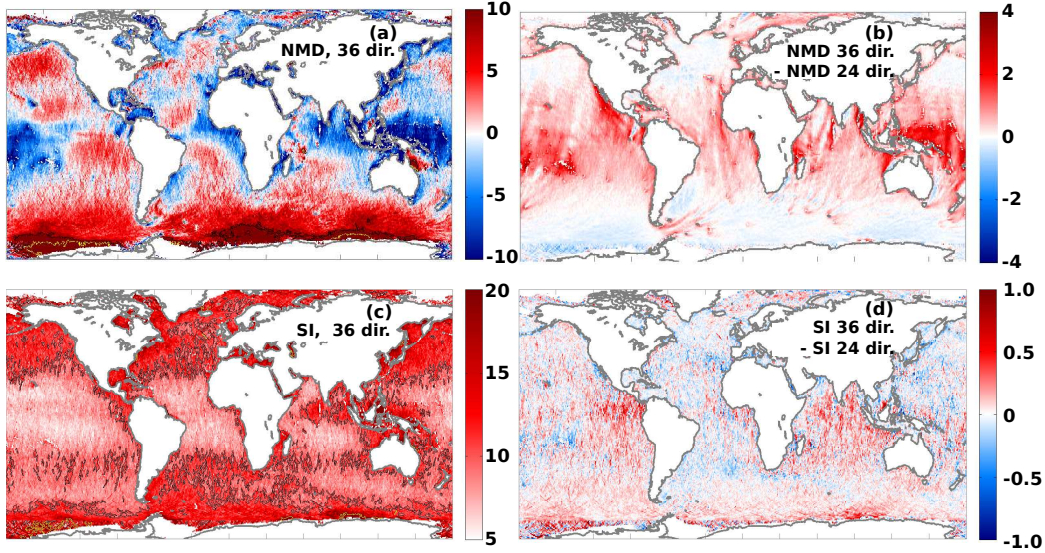 (a)
NMD, 36 dir.
10
5
0
-5
-10
(b)
NMD 36 dir.
- NMD 24 dir.
4
2
0
-2
-4
(c)
SI, 36 dir.
20
15
10
5
(d)
SI 36 dir.
- SI 24 dir.
1.0
0.5
0
-0.5
-1.0